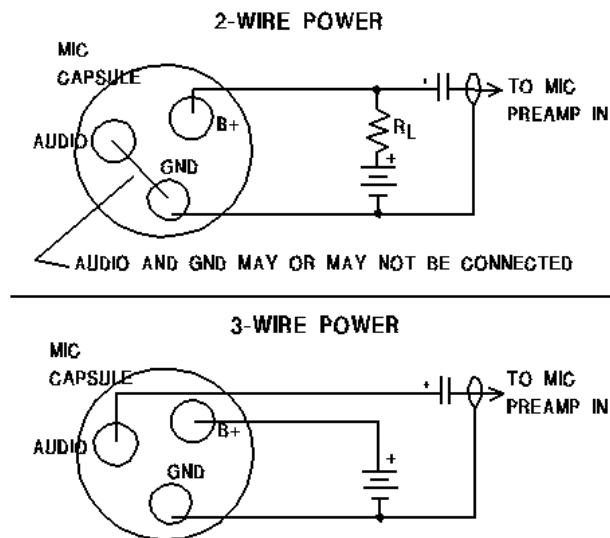 2-WIRE POWER
MIC
CAPSULE
B+
AUDIO
GND
RL
+
+
TO MIC
PREAMP IN
AUDIO AND GND MAY OR MAY NOT BE CONNECTED
3-WIRE POWER
MIC
CAPSULE
AUDIO
B+
GND
+
+
TO MIC
PREAMP IN